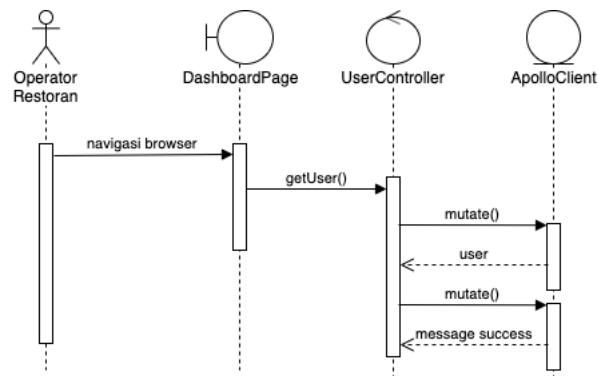 Operator
Restoran
DashboardPage
UserController
ApolloClient
navigasi browser
getUser()
mutate()
user
mutate()
message success